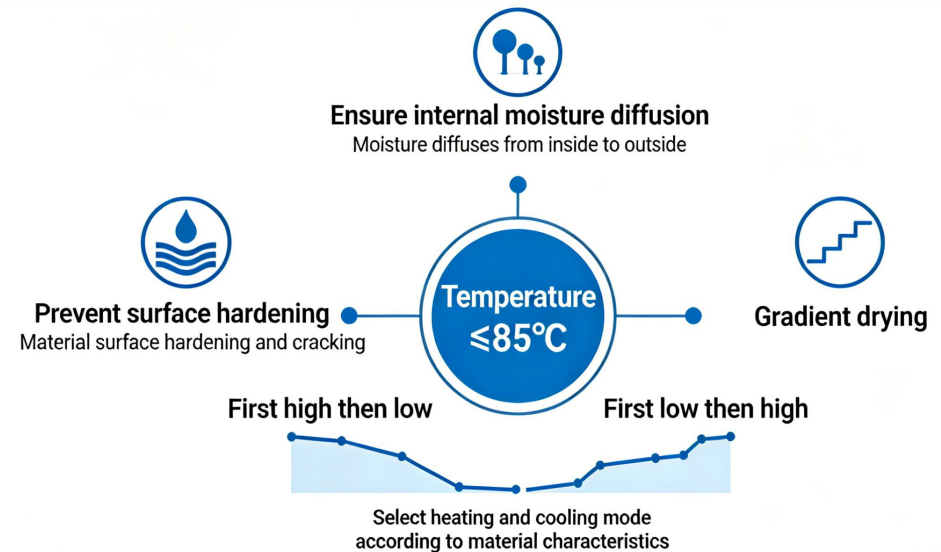 Ensure internal moisture diffusion
Moisture diffuses from inside to outside
Temperature
≤85°C
Prevent surface hardening
Material surface hardening and cracking
Gradient drying
First high then low
First low then high
Select heating and cooling mode
according to material characteristics